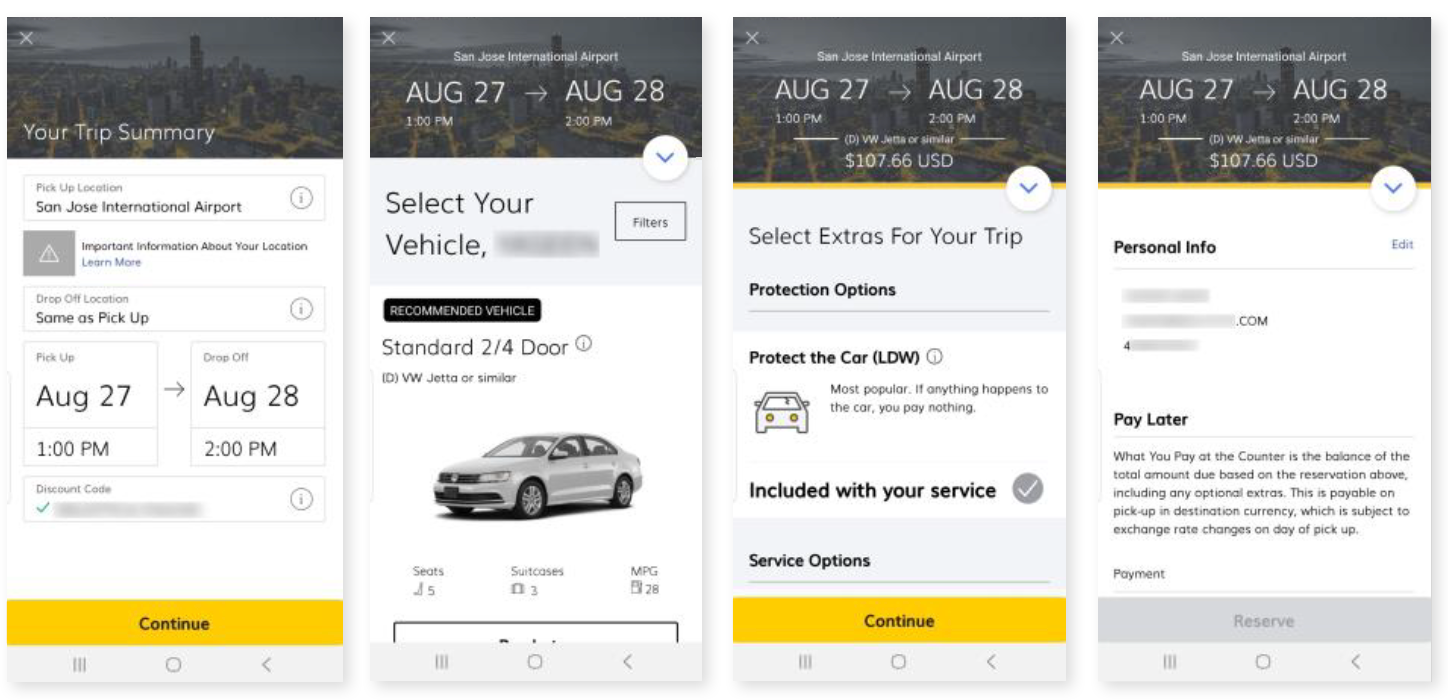 Your Trip Summary
Pick Up Location
San Jose International Airport
Important Information About Your Location
Learn More
Drop Off Location
Same as Pick Up
Pick Up
Aug 27
1:00 PM
Drop Off
Aug 28
2:00 PM
Discount Code
Continue
San Jose International Airport
AUG 27 → AUG 28
1:00 PM
2:00 PM
Select Your
Vehicle,
Filters
RECOMMENDED VEHICLE
Standard 2/4 Door
(D) VW Jetta or similar
Seats
5
Suitcases
3
MPG
28
San Jose International Airport
AUG 27 → AUG 28
1:00 PM
2:00 PM
(D) VW Jetta or similar
$107.66 USD
Select Extras For Your Trip
Protection Options
Protect the Car (LDW)
Most popular. If anything happens to
the car, you pay nothing.
Included with your service
Service Options
Continue
San Jose International Airport
AUG 27 → AUG 28
1:00 PM
2:00 PM
(D) VW Jetta or similar
$107.66 USD
Personal Info
Edit
.COM
4
Pay Later
What You Pay at the Counter is the balance of the
total amount due based on the reservation above,
including any optional extras. This is payable on
pick-up in destination currency, which is subject to
exchange rate changes on day of pick up.
Payment
Reserve